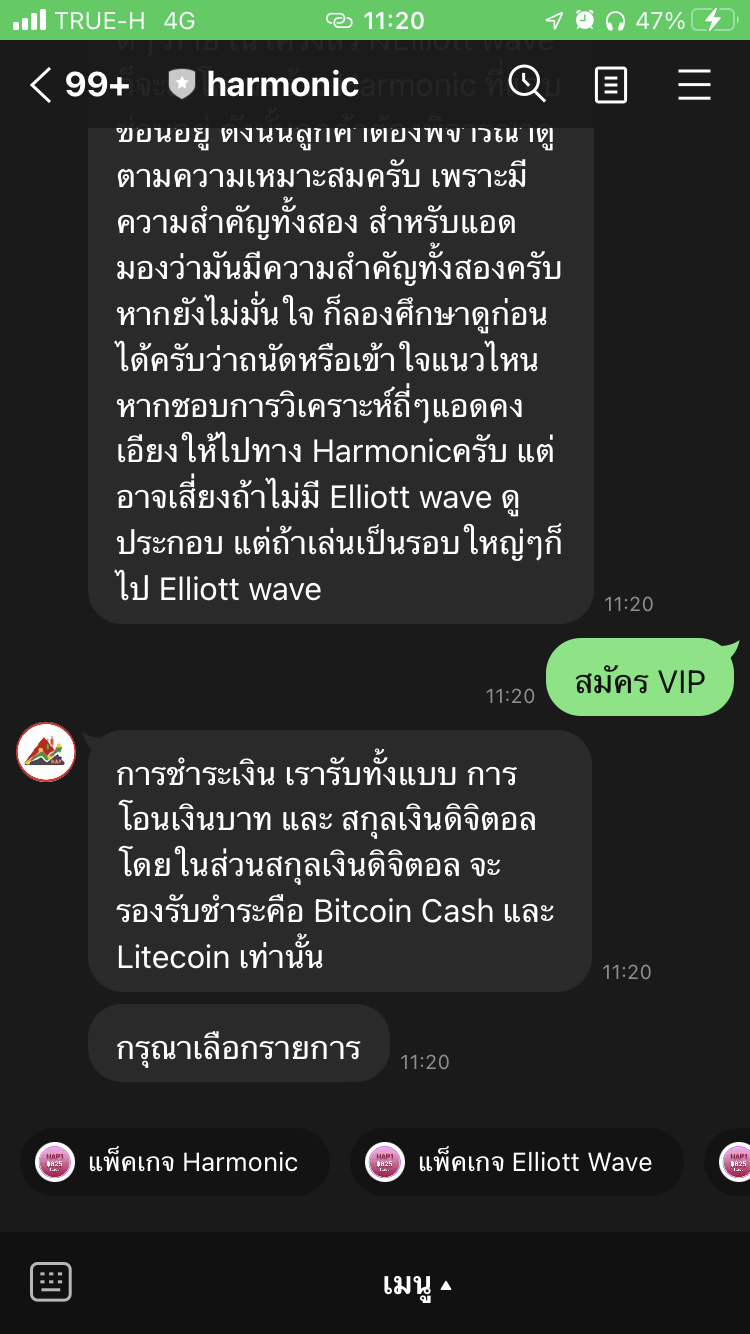 TRUE-H 4G 11:20 47%
99+ harmonic
ซ่อนอยู่ ดังนั้นลูกค้าต้องพิจารณาดู
ตามความเหมาะสมครับ เพราะมี
ความสำคัญทั้งสอง สำหรับแอด
มองว่ามันมีความสำคัญทั้งสองครับ
หากยังไม่มั่นใจ ก็ลองศึกษาดูก่อน
ได้ครับว่าถนัดหรือเข้าใจแนวไหน
หากชอบการวิเคราะห์ถี่ๆแอดคง
เอียงให้ไปทาง Harmonicครับ แต่
อาจเสี่ยงถ้าไม่มี Elliott wave ดู
ประกอบ แต่ถ้าเล่นเป็นรอบใหญ่ๆก็
ไป Elliott wave
11:20
สมัคร VIP
11:20
การชำระเงิน เรารับทั้งแบบ การ
โอนเงินบาท และ สกุลเงินดิจิตอล
โดยในส่วนสกุลเงินดิจิตอล จะ
รองรับชำระคือ Bitcoin Cash และ
Litecoin เท่านั้น
11:20
กรุณาเลือกรายการ
11:20
แพ็คเกจ Harmonic
แพ็คเกจ Elliott Wave
เมนู